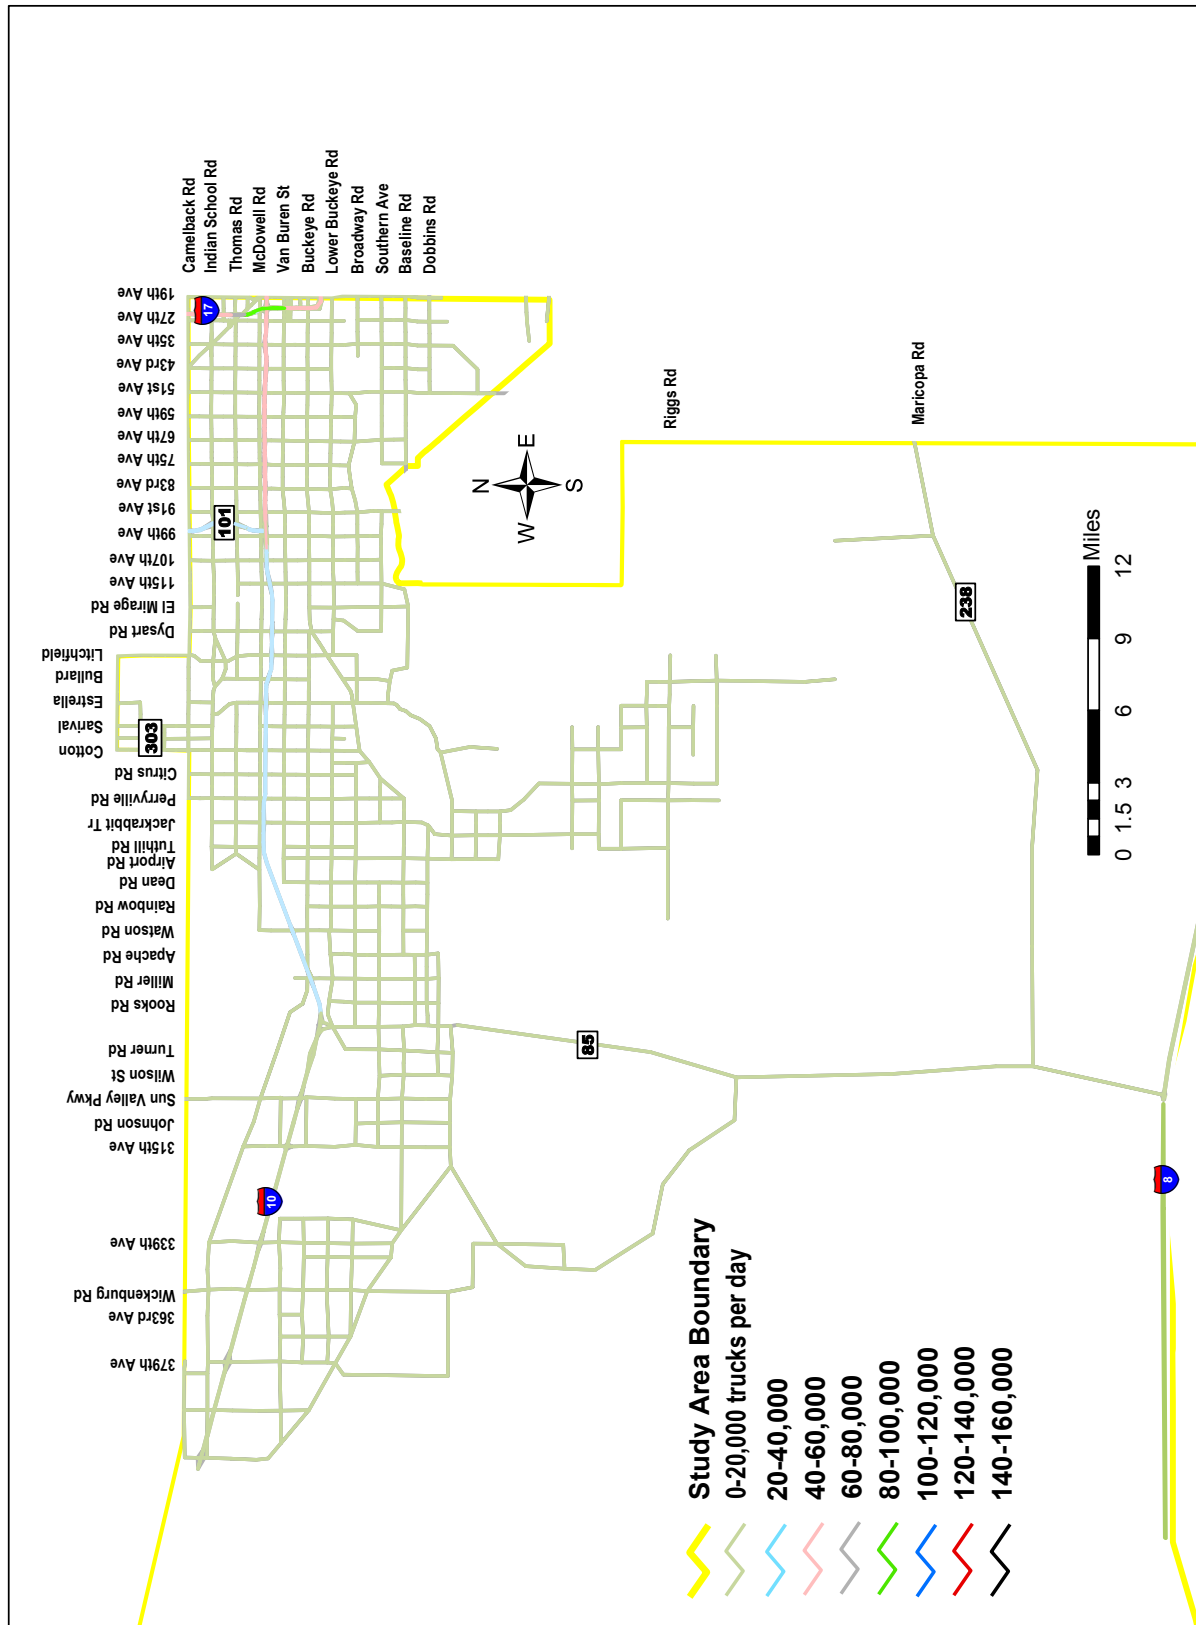 Camelback Rd
Indian School Rd
Thomas Rd
McDowell Rd
Van Buren St
Buckeye Rd
Lower Buckeye Rd
Broadway Rd
Southern Ave
Baseline Rd
Dobbins Rd
19th Ave
27th Ave
35th Ave
43rd Ave
51st Ave
59th Ave
67th Ave
75th Ave
83rd Ave
91st Ave
99th Ave
107th Ave
115th Ave
El Mirage Rd
Dysart Rd
Litchfield
Bullard
Estrella
Sarival
Cotton
Citrus Rd
Perryville Rd
Jackrabbit Tr
Tuthill Rd
Airport Rd
Dean Rd
Rainbow Rd
Watson Rd
Apache Rd
Miller Rd
Rooks Rd
Turner Rd
Wilson St
Sun Valley Pkwy
Johnson Rd
315th Ave
339th Ave
Wickenburg Rd
363rd Ave
379th Ave
17
101
303
10
85
238
8
Riggs Rd
Maricopa Rd
N
E
S
W
Miles
0 1.5 3 6 9 12
Study Area Boundary
0-20,000 trucks per day
20-40,000
40-60,000
60-80,000
80-100,000
100-120,000
120-140,000
140-160,000